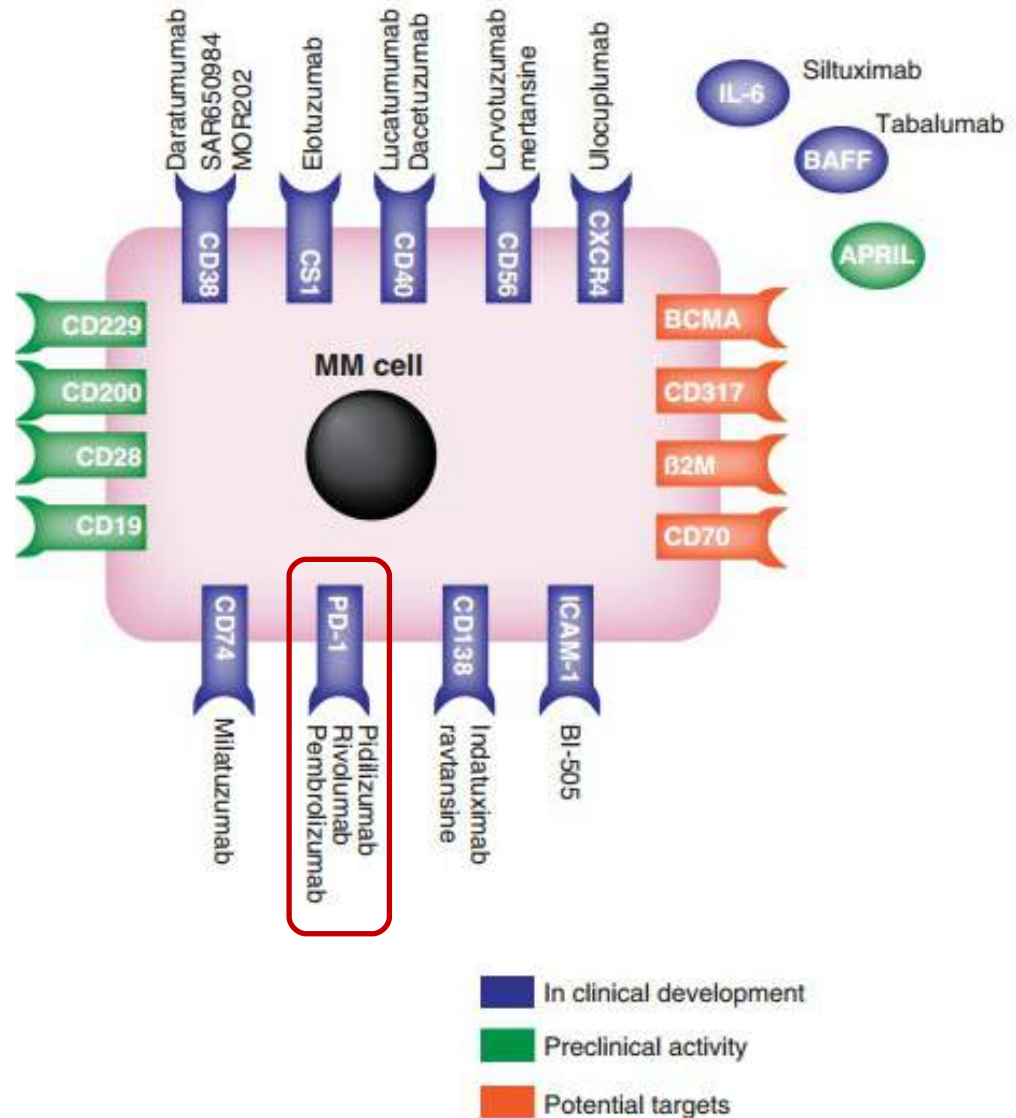 Daratumumab
SAR650984
MOR202
Elotuzumab
Lucatumumab
Dacetuzumab
Lorvotuzumab
mertansine
Ulocuplumab
IL-6
Siltuximab
BAFF
Tabalumab
APRIL
CD38
CS1
CD40
CD56
CXCR4
CD229
CD200
CD28
CD19
MM cell
BCMA
CD317
ß2M
CD70
CD74
PD-1
CD138
ICAM-1
Milatuzumab
Pidilizumab
Rivolumab
Pembrolizumab
Indatuximab
ravtansine
BI-505
In clinical development
Preclinical activity
Potential targets